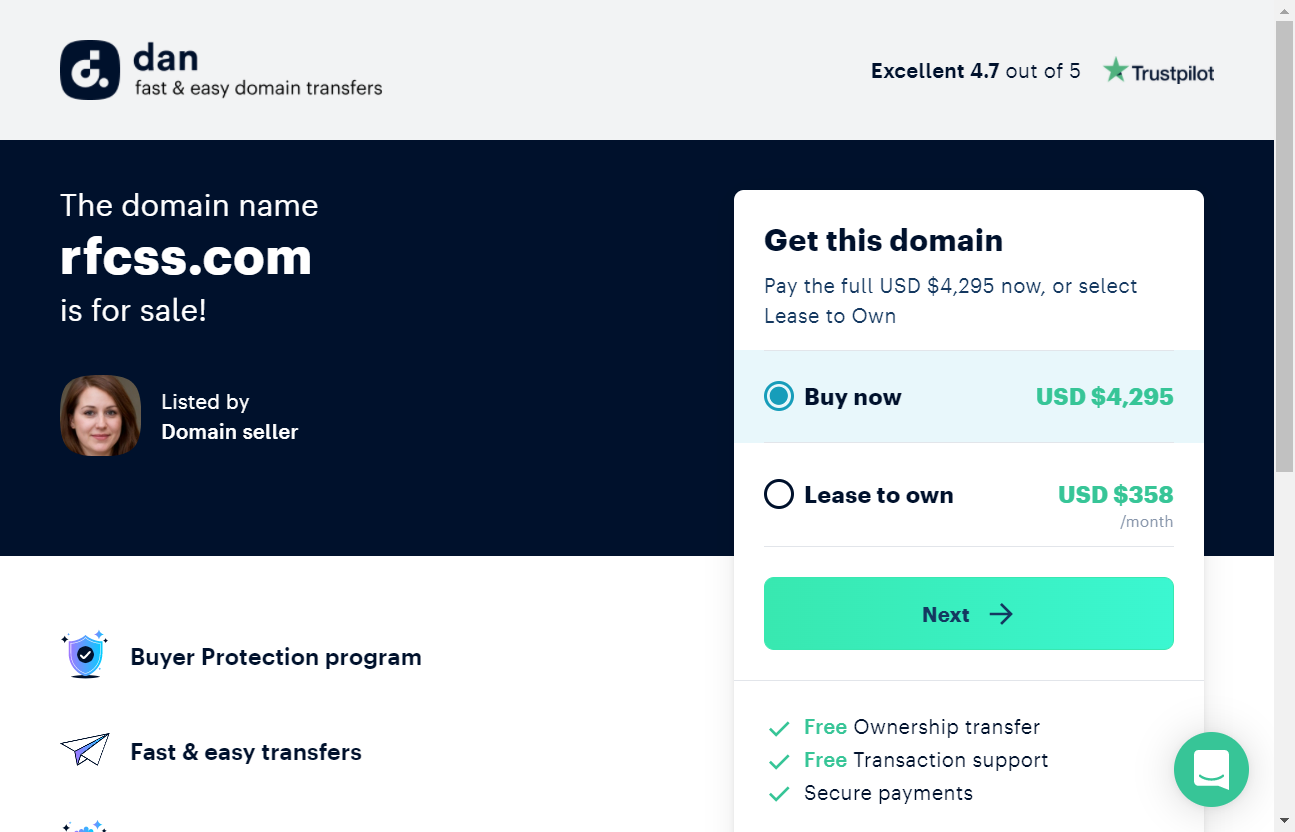 dan
fast & easy domain transfers
Excellent 4.7 out of 5
Trustpilot
The domain name
rfcss.com
is for sale!
Listed by
Domain seller
Get this domain
Pay the full USD $4,295 now, or select
Lease to Own
Buy now USD $4,295
Lease to own USD $358
/month
Next
Free Ownership transfer
Free Transaction support
Secure payments
Buyer Protection program
Fast & easy transfers